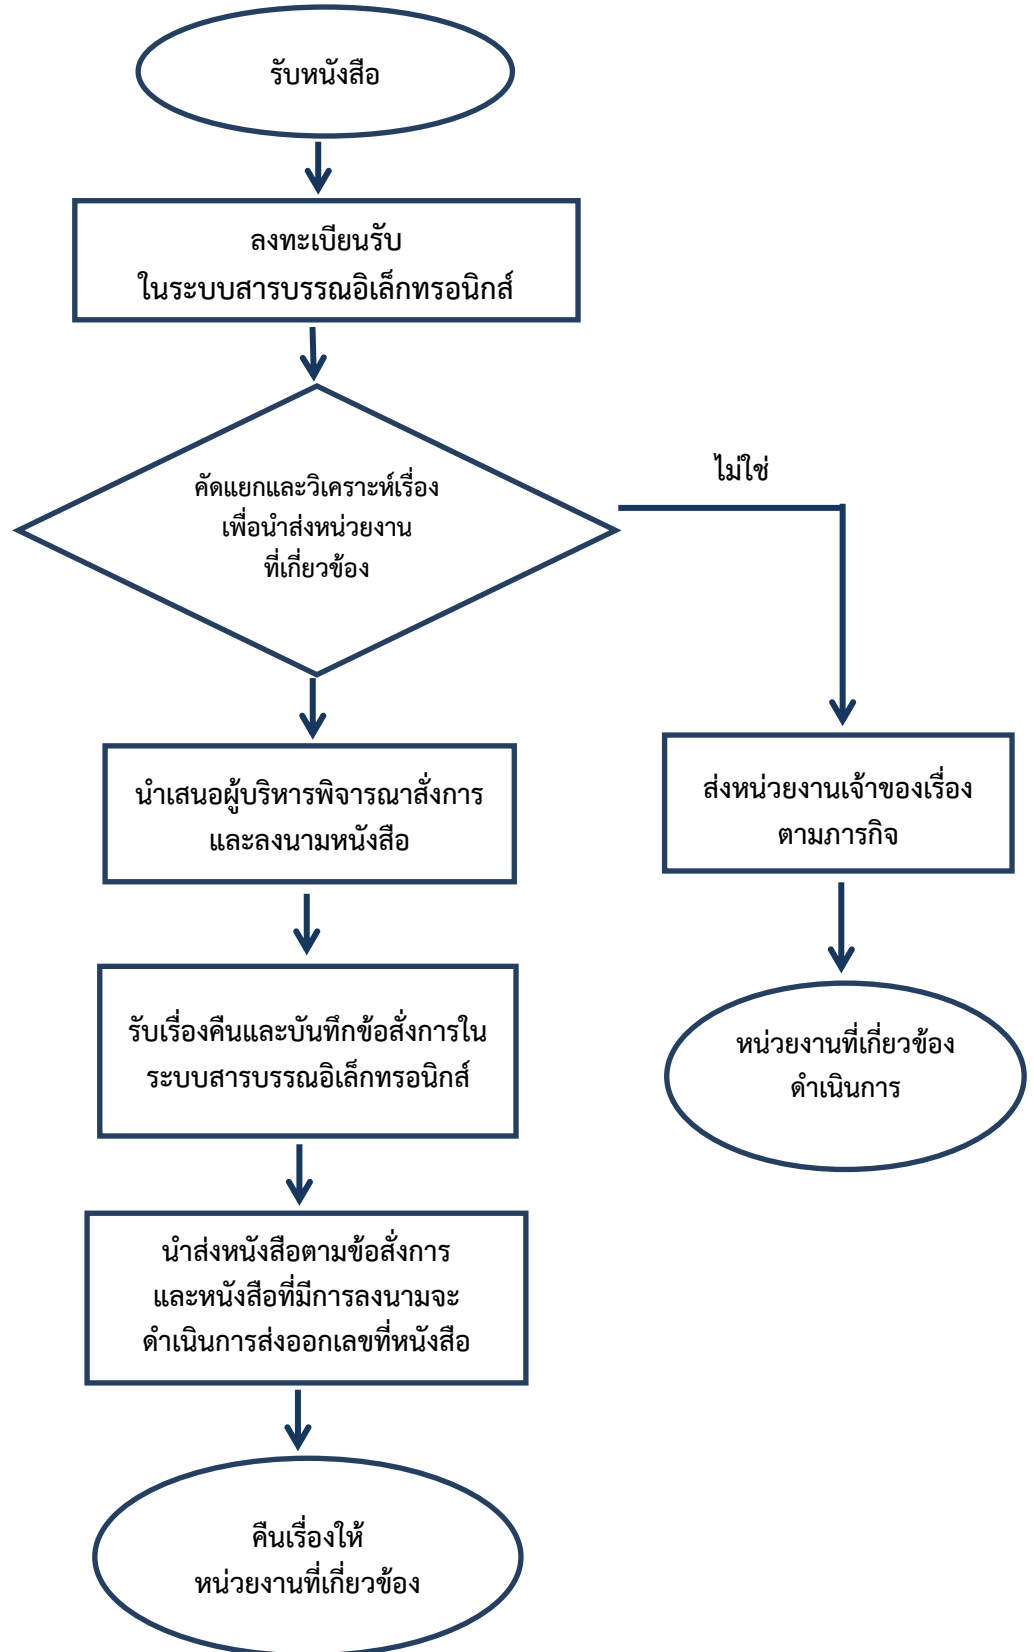 รับหนังสือ
ลงทะเบียนรับ
ในระบบสารบรรณอิเล็กทรอนิกส์
คัดแยกและวิเคราะห์เรื่อง
เพื่อนำส่งหน่วยงาน
ที่เกี่ยวข้อง
ไม่ใช่
นำเสนอผู้บริหารพิจารณาสั่งการ
และลงนามหนังสือ
ส่งหน่วยงานเจ้าของเรื่อง
ตามภารกิจ
รับเรื่องคืนและบันทึกข้อสั่งการใน
ระบบสารบรรณอิเล็กทรอนิกส์
หน่วยงานที่เกี่ยวข้อง
ดำเนินการ
นำส่งหนังสือตามข้อสั่งการ
และหนังสือที่มีการลงนามจะ
ดำเนินการส่งออกเลขที่หนังสือ
คืนเรื่องให้
หน่วยงานที่เกี่ยวข้อง